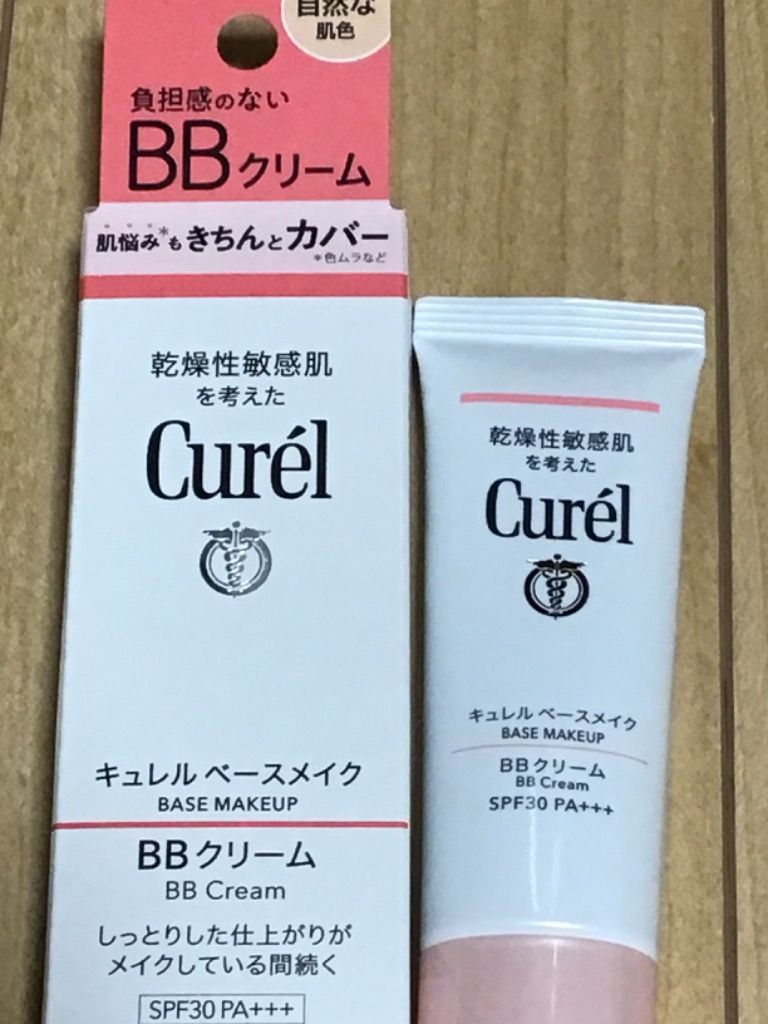 自然な
肌色
負担感のない
BBクリーム
肌悩み*もきちんとカバー
*色ムラなど
乾燥性敏感肌
を考えた
Curél
キュレル ベースメイク
BASE MAKEUP
BBクリーム
BB Cream
しっとりした仕上がりが
メイクしている間続く
SPF30 PA+++
乾燥性敏感肌
を考えた
Curél
キュレル ベースメイク
BASE MAKEUP
BBクリーム
BB Cream
SPF30 PA+++